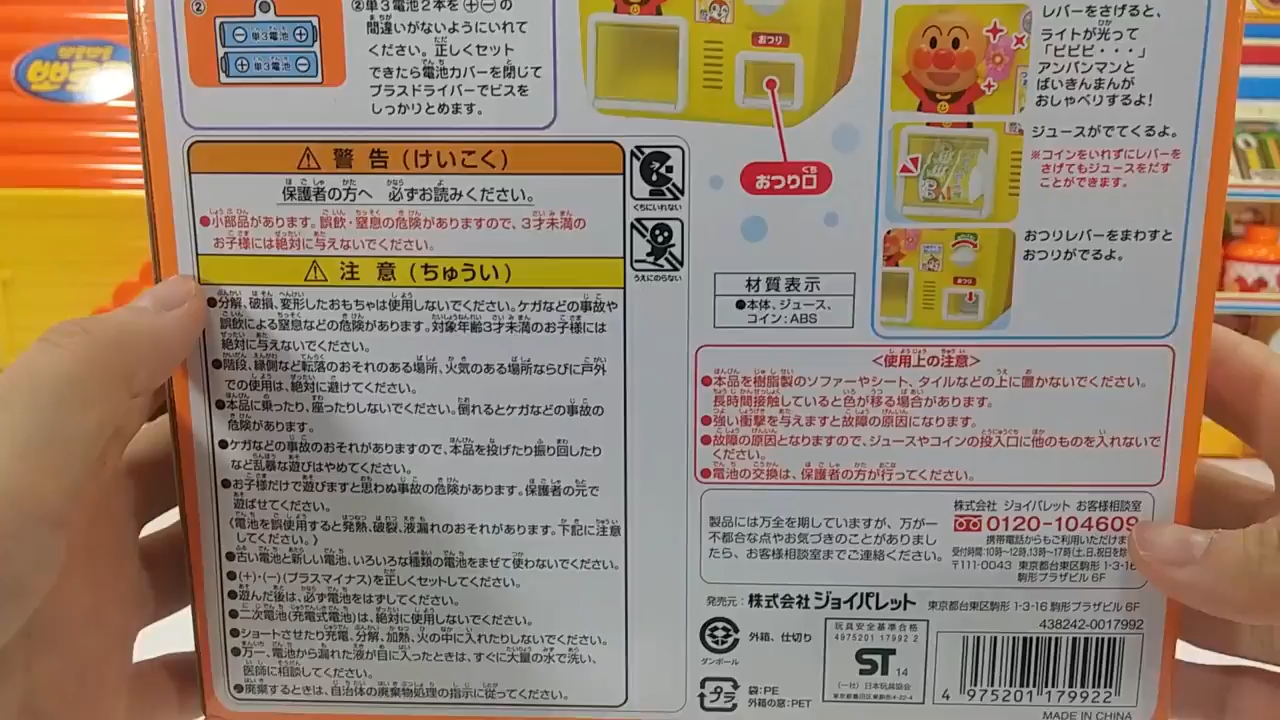 ②
単3電池
単3電池
②単3電池2本を⊕⊖の
間違いがないようにいれて
ください。正しくセット
できたら電池カバーを閉じて
プラスドライバーでビスを
しっかりとめます。
おつり
おつり口
レバーをさげると、
ライトが光って
「ピピピ・・・」
アンパンマンと
ばいきんまんが
おしゃべりするよ!
ジュースがでてくるよ。
※コインをいれずにレバーを
さげてもジュースをだす
ことができます。
おつりレバーをまわすと
おつりがでるよ。
⚠ 警告(けいこく)
保護者の方へ 必ずお読みください。
●小部品があります。誤飲・窒息の危険がありますので、3才未満の
お子様には絶対に与えないでください。
くちにいれない
うえにのらない
⚠ 注意(ちゅうい)
●分解、破損、変形したおもちゃは使用しないでください。ケガなどの事故や
誤飲による窒息などの危険があります。対象年齢3才未満のお子様には
絶対に与えないでください。
●階段、縁側など転落のおそれのある場所、火気のある場所ならびに戸外
での使用は、絶対に避けてください。
●本品に乗ったり、座ったりしないでください。倒れるとケガなどの事故の
危険があります。
●ケガなどの事故のおそれがありますので、本品を投げたり振り回したり
など乱暴な遊びはやめてください。
●お子様だけで遊びますと思わぬ事故の危険があります。保護者の元で
遊ばせてください。
〈電池を誤使用すると発熱、破裂、液漏れのおそれがあります。下記に注意
してください。〉
●古い電池と新しい電池、いろいろな種類の電池をまぜて使わないでください。
●(+)・(−)(プラスマイナス)を正しくセットしてください。
●遊んだ後は、必ず電池をはずしてください。
●二次電池(充電式電池)は、絶対に使用しないでください。
●ショートさせたり充電、分解、加熱、火の中に入れたりしないでください。
●万一、電池から漏れた液が目に入ったときは、すぐに大量の水で洗い、
医師に相談してください。
●廃棄するときは、自治体の廃棄物処理の指示に従ってください。
材質表示
●本体、ジュース、
コイン:ABS
<使用上の注意>
●本品を樹脂製のソファーやシート、タイルなどの上に置かないでください。
長時間接触していると色が移る場合があります。
●強い衝撃を与えますと故障の原因になります。
●故障の原因となりますので、ジュースやコインの投入口に他のものを入れないで
ください。
●電池の交換は、保護者の方が行ってください。
製品には万全を期していますが、万が一
不都合な点やお気づきのことがありまし
たら、お客様相談室までご連絡ください。
株式会社 ジョイパレット お客様相談室
0120-104609
携帯電話からもご利用いただけま
受付時間:10時~12時、13時~17時(土、日、祝日を除
〒111-0043 東京都台東区駒形 1-3-16
駒形プラザビル 6F
発売元: 株式会社ジョイパレット 東京都台東区駒形 1-3-16 駒形プラザビル 6F
438242-0017992
ダンボール
外箱、仕切り
プラ
袋:PE
外箱の窓:PET
玩具安全基準合格
4975201 17992 2
ST 14
(一社)日本玩具協会
東京都墨田区東駒形4-22-4
4 975201 179922
MADE IN CHINA